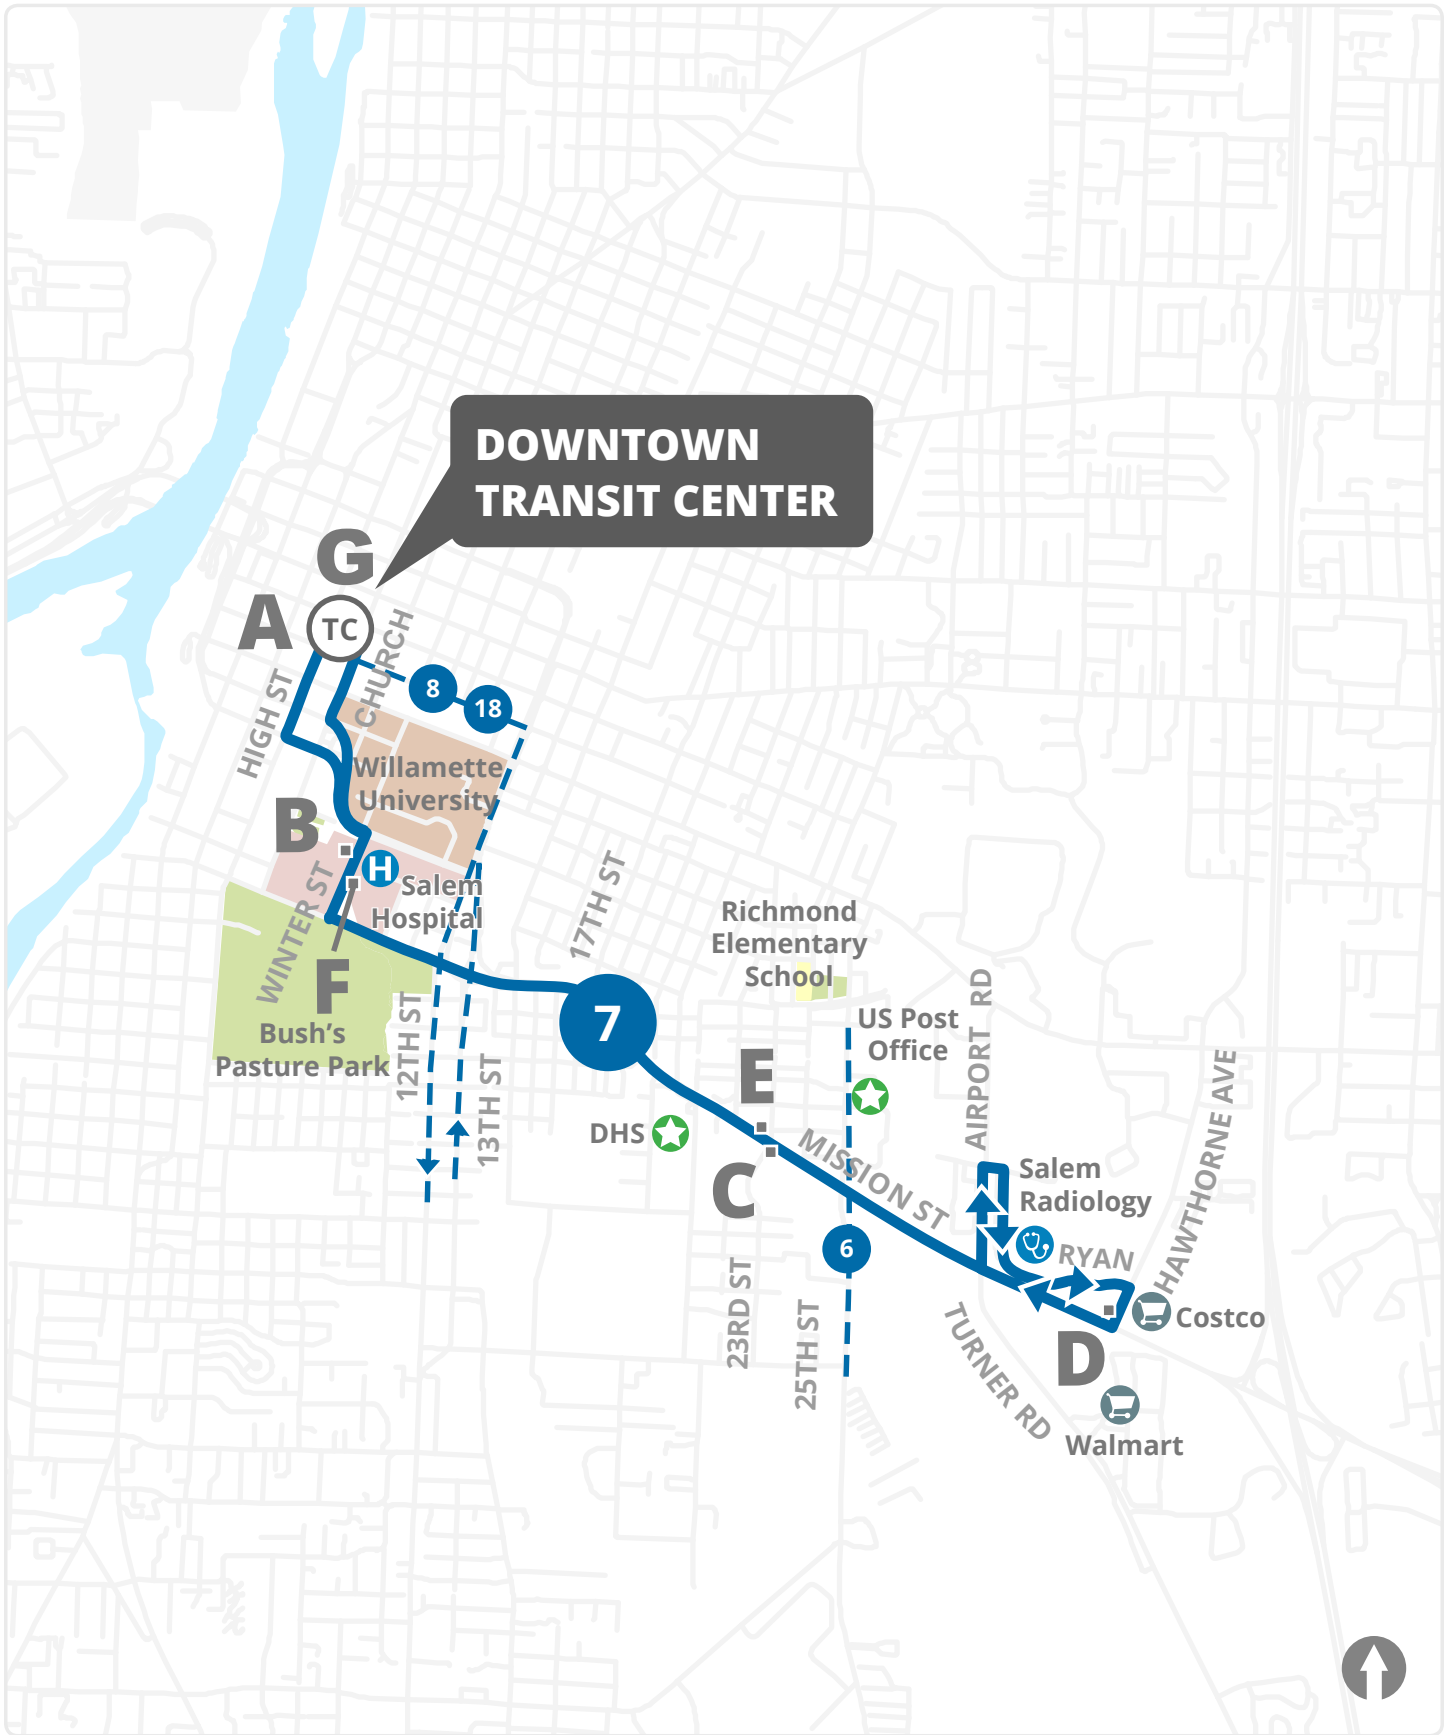 DOWNTOWN
TRANSIT CENTER
G
A
TC
CHURCH
HIGH ST
8
18
Willamette
University
B
H
Salem
Hospital
WINTER ST
F
Bush's
Pasture Park
17TH ST
12TH ST
13TH ST
7
Richmond
Elementary
School
US Post
Office
AIRPORT RD
E
DHS
C
MISSION ST
Salem
Radiology
HAWTHORNE AVE
6
RYAN
23RD ST
25TH ST
TURNER RD
Costco
D
Walmart